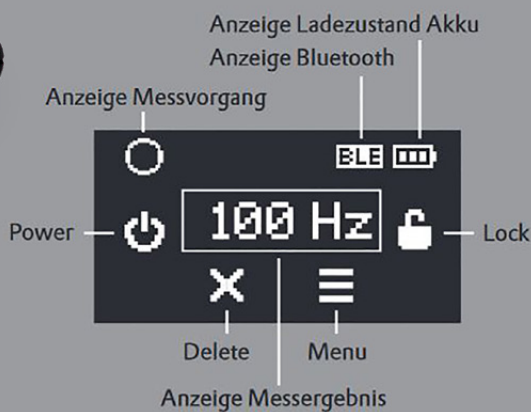 Anzeige Ladezustand Akku
Anzeige Bluetooth
Anzeige Messvorgang
BLE
Power
100 Hz
Lock
Delete
Menu
Anzeige Messergebnis